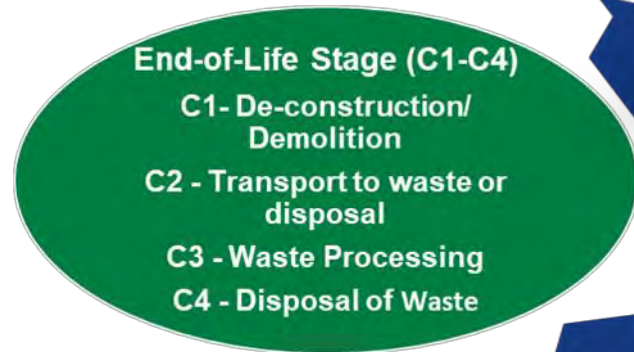 End-of-Life Stage (C1-C4)
C1- De-construction/
Demolition
C2 - Transport to waste or
disposal
C3 - Waste Processing
C4 - Disposal of Waste